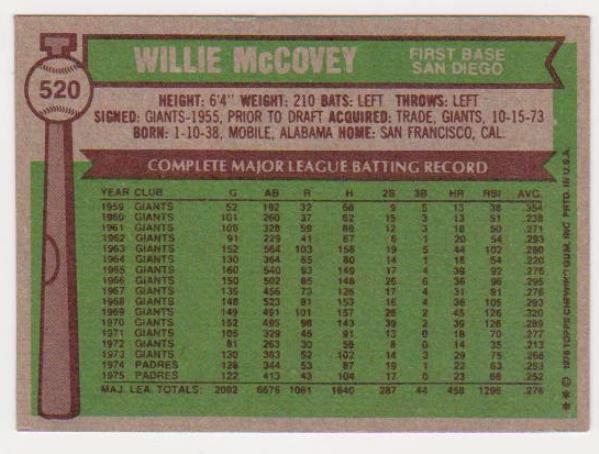 520
WILLIE McCOVEY
FIRST BASE
SAN DIEGO
HEIGHT: 6'4" WEIGHT: 210 BATS: LEFT THROWS: LEFT
SIGNED: GIANTS-1955, PRIOR TO DRAFT ACQUIRED: TRADE, GIANTS, 10-15-73
BORN: 1-10-38, MOBILE, ALABAMA HOME: SAN FRANCISCO, CAL.
COMPLETE MAJOR LEAGUE BATTING RECORD
YEAR CLUB G AB R H 2B 3B HR RBI AVG.
1959 GIANTS 52 192 32 68 9 5 13 38 .354
1960 GIANTS 101 260 37 62 15 3 13 51 .238
1961 GIANTS 106 328 59 89 12 3 18 50 .271
1962 GIANTS 91 229 41 67 6 1 20 54 .293
1963 GIANTS 152 564 103 158 19 5 44 102 .280
1964 GIANTS 130 364 55 80 14 1 18 54 .220
1965 GIANTS 160 540 93 149 17 4 39 92 .276
1966 GIANTS 150 502 85 148 26 6 36 96 .295
1967 GIANTS 135 456 73 126 17 4 31 91 .276
1968 GIANTS 148 523 81 153 16 4 36 105 .293
1969 GIANTS 149 491 101 157 26 2 45 126 .320
1970 GIANTS 152 495 98 143 39 2 39 126 .289
1971 GIANTS 105 329 45 91 13 0 18 70 .277
1972 GIANTS 81 263 30 56 8 0 14 35 .213
1973 GIANTS 130 383 52 102 14 3 29 75 .266
1974 PADRES 128 344 53 87 19 1 22 63 .253
1975 PADRES 122 413 43 104 17 0 23 68 .252
MAJ. LEA. TOTALS: 2092 6676 1081 1840 287 44 458 1296 .276
** © 1976 TOPPS CHEWING GUM, INC. PRTD. IN U.S.A.